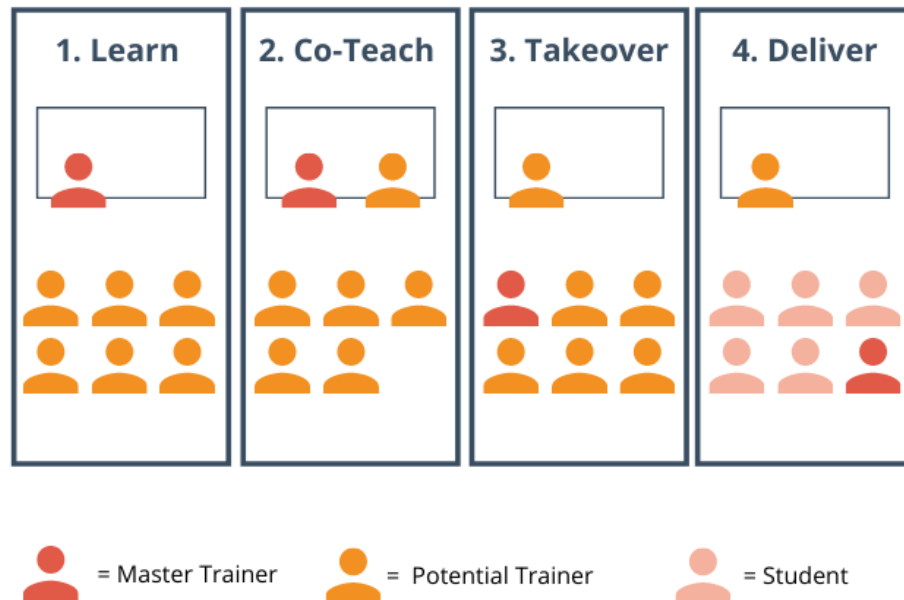 1. Learn
2. Co-Teach
3. Takeover
4. Deliver
= Master Trainer
= Potential Trainer
= Student